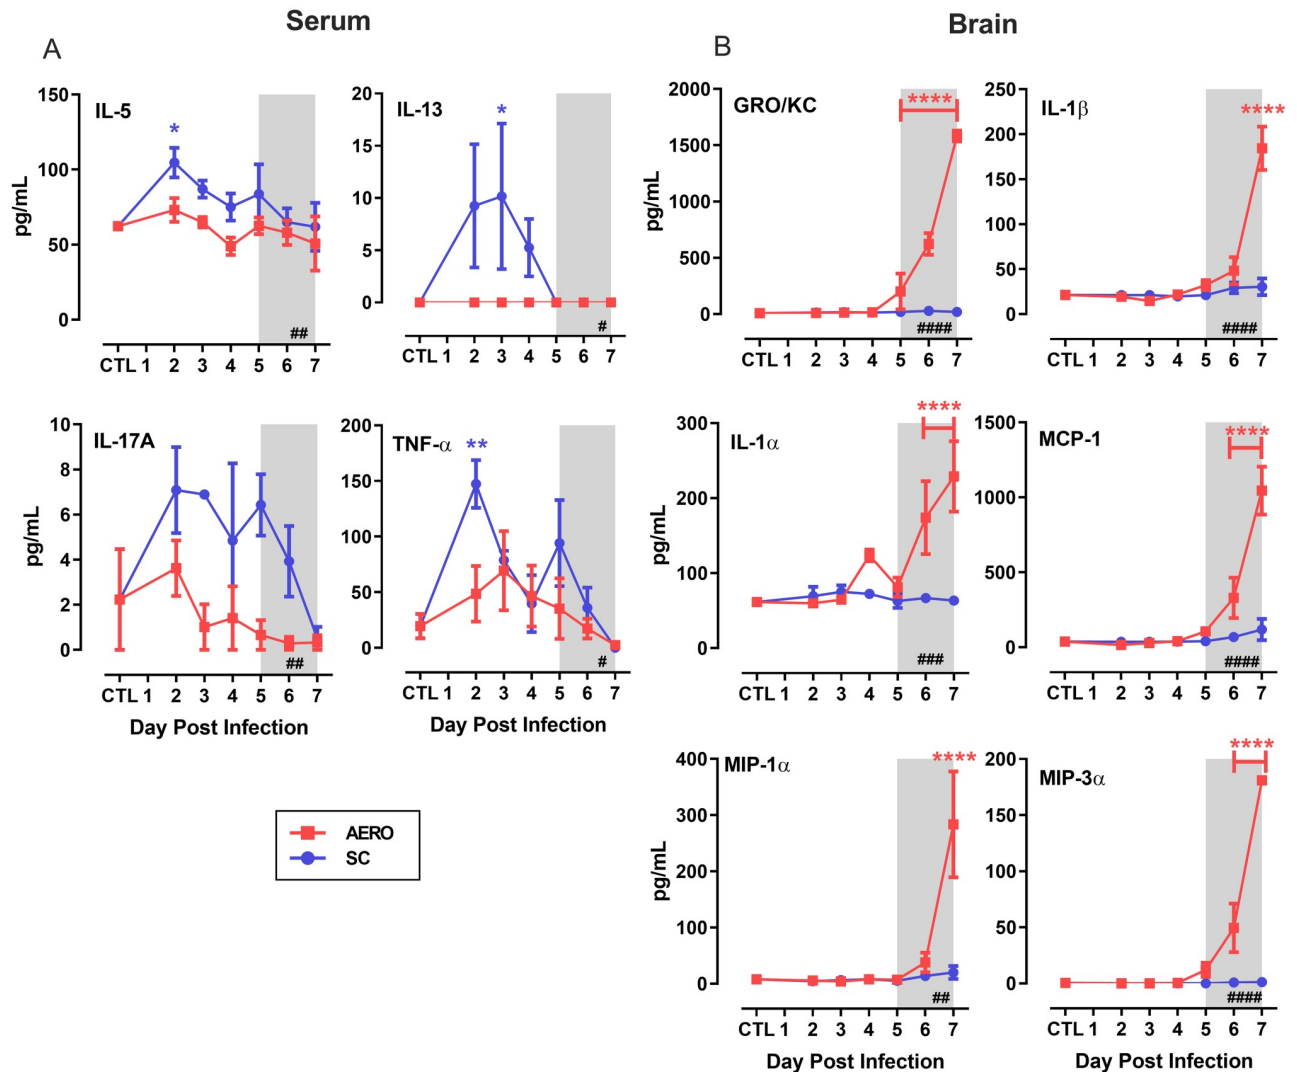 Serum
Brain
A
B
IL-5
*
pg/mL
150
100
50
0
##
CTL 1 2 3 4 5 6 7
IL-13
*
20
15
10
5
0
#
CTL 1 2 3 4 5 6 7
GRO/KC
****
pg/mL
2000
1500
1000
500
0
####
CTL 1 2 3 4 5 6 7
IL-1β
****
250
200
150
100
50
0
####
CTL 1 2 3 4 5 6 7
IL-17A
pg/mL
10
8
6
4
2
0
##
CTL 1 2 3 4 5 6 7
Day Post Infection
TNF-α
**
200
150
100
50
0
#
CTL 1 2 3 4 5 6 7
Day Post Infection
IL-1α
****
pg/mL
300
200
100
0
###
CTL 1 2 3 4 5 6 7
MCP-1
****
1500
1000
500
0
####
CTL 1 2 3 4 5 6 7
AERO
SC
MIP-1α
****
pg/mL
400
300
200
100
0
##
CTL 1 2 3 4 5 6 7
Day Post Infection
MIP-3α
****
200
150
100
50
0
####
CTL 1 2 3 4 5 6 7
Day Post Infection